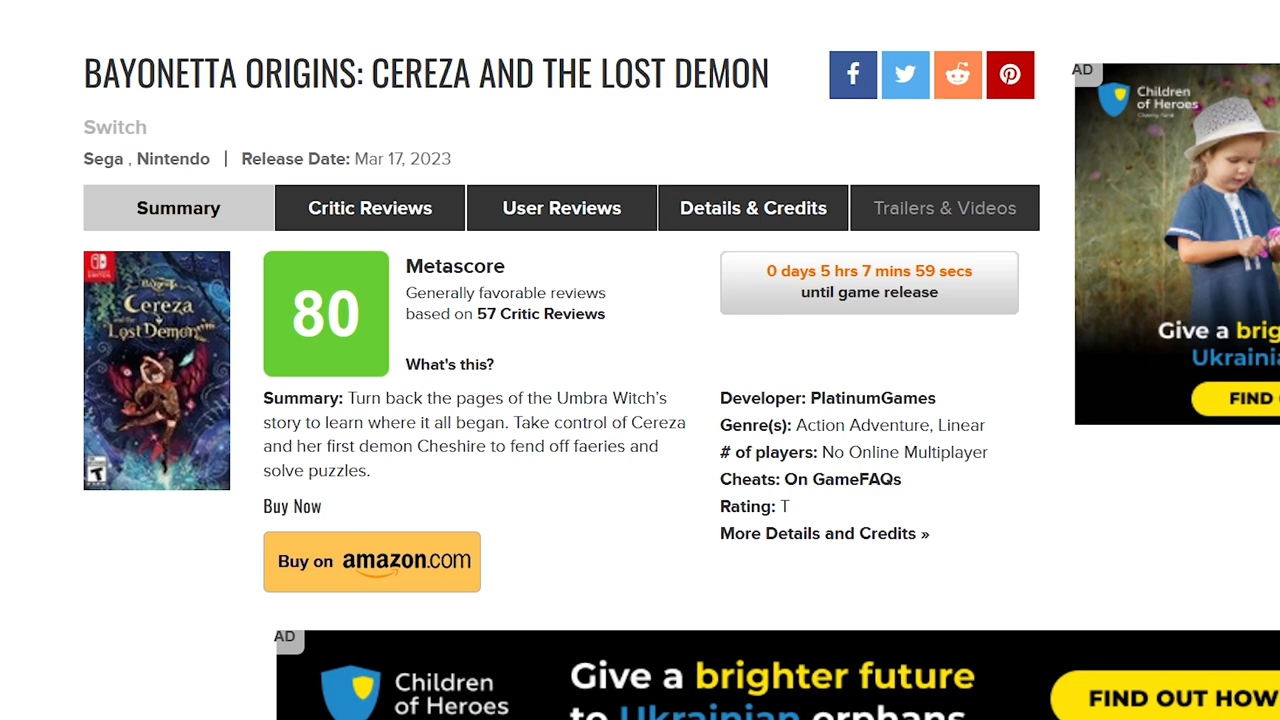 BAYONETTA ORIGINS: CEREZA AND THE LOST DEMON
Switch
Sega , Nintendo | Release Date: Mar 17, 2023
Summary
Critic Reviews
User Reviews
Details & Credits
Trailers & Videos
Cereza
Lost Demon
T
80
Metascore
Generally favorable reviews
based on 57 Critic Reviews
What's this?
0 days 5 hrs 7 mins 59 secs
until game release
Summary: Turn back the pages of the Umbra Witch's
story to learn where it all began. Take control of Cereza
and her first demon Cheshire to fend off faeries and
solve puzzles.
Buy Now
Buy on amazon.com
Developer: PlatinumGames
Genre(s): Action Adventure, Linear
# of players: No Online Multiplayer
Cheats: On GameFAQs
Rating: T
More Details and Credits »
AD
Children
of Heroes
Give a brig
Ukraini
FIND
AD
Children
of Heroes
Give a brighter future
to Ukrainian orphans
FIND OUT HOW